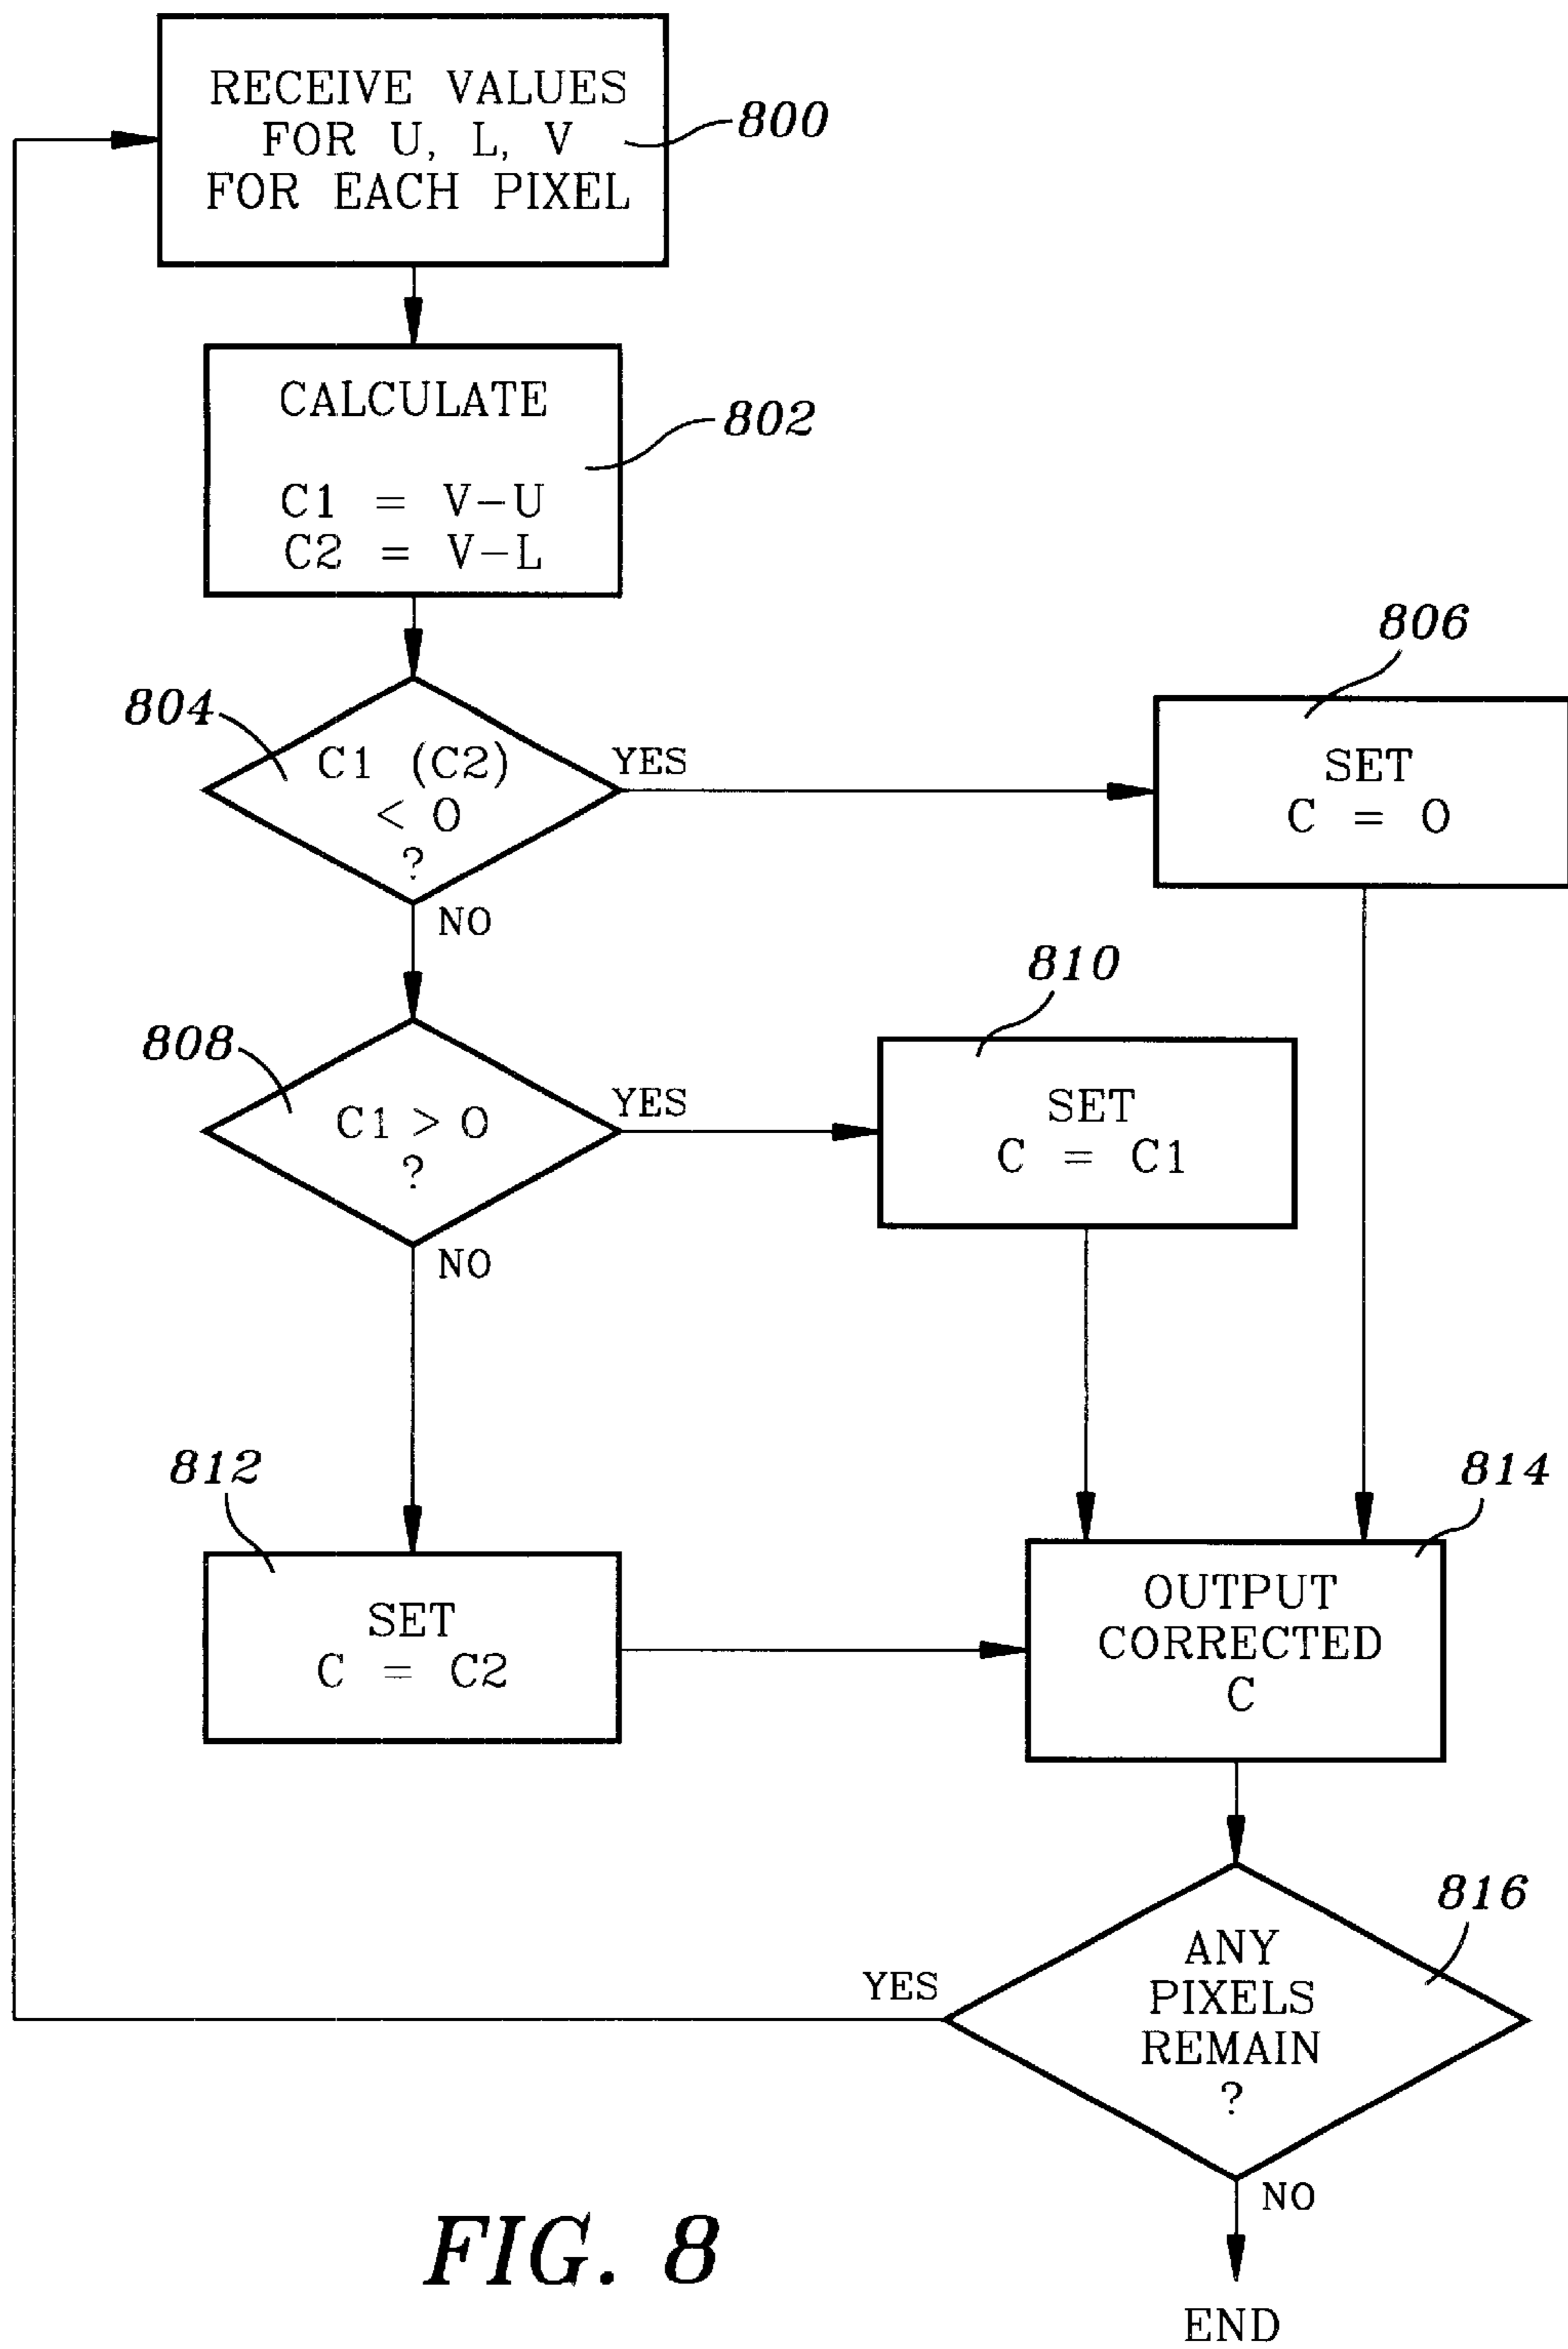 RECEIVE VALUES
FOR U, L, V
FOR EACH PIXEL
800
CALCULATE
C1 = V-U
C2 = V-L
802
804
C1 (C2)
< 0
?
YES
NO
806
SET
C = 0
808
C1 > 0
?
YES
NO
810
SET
C = C1
812
SET
C = C2
814
OUTPUT
CORRECTED
C
816
ANY
PIXELS
REMAIN
?
YES
NO
END
FIG. 8